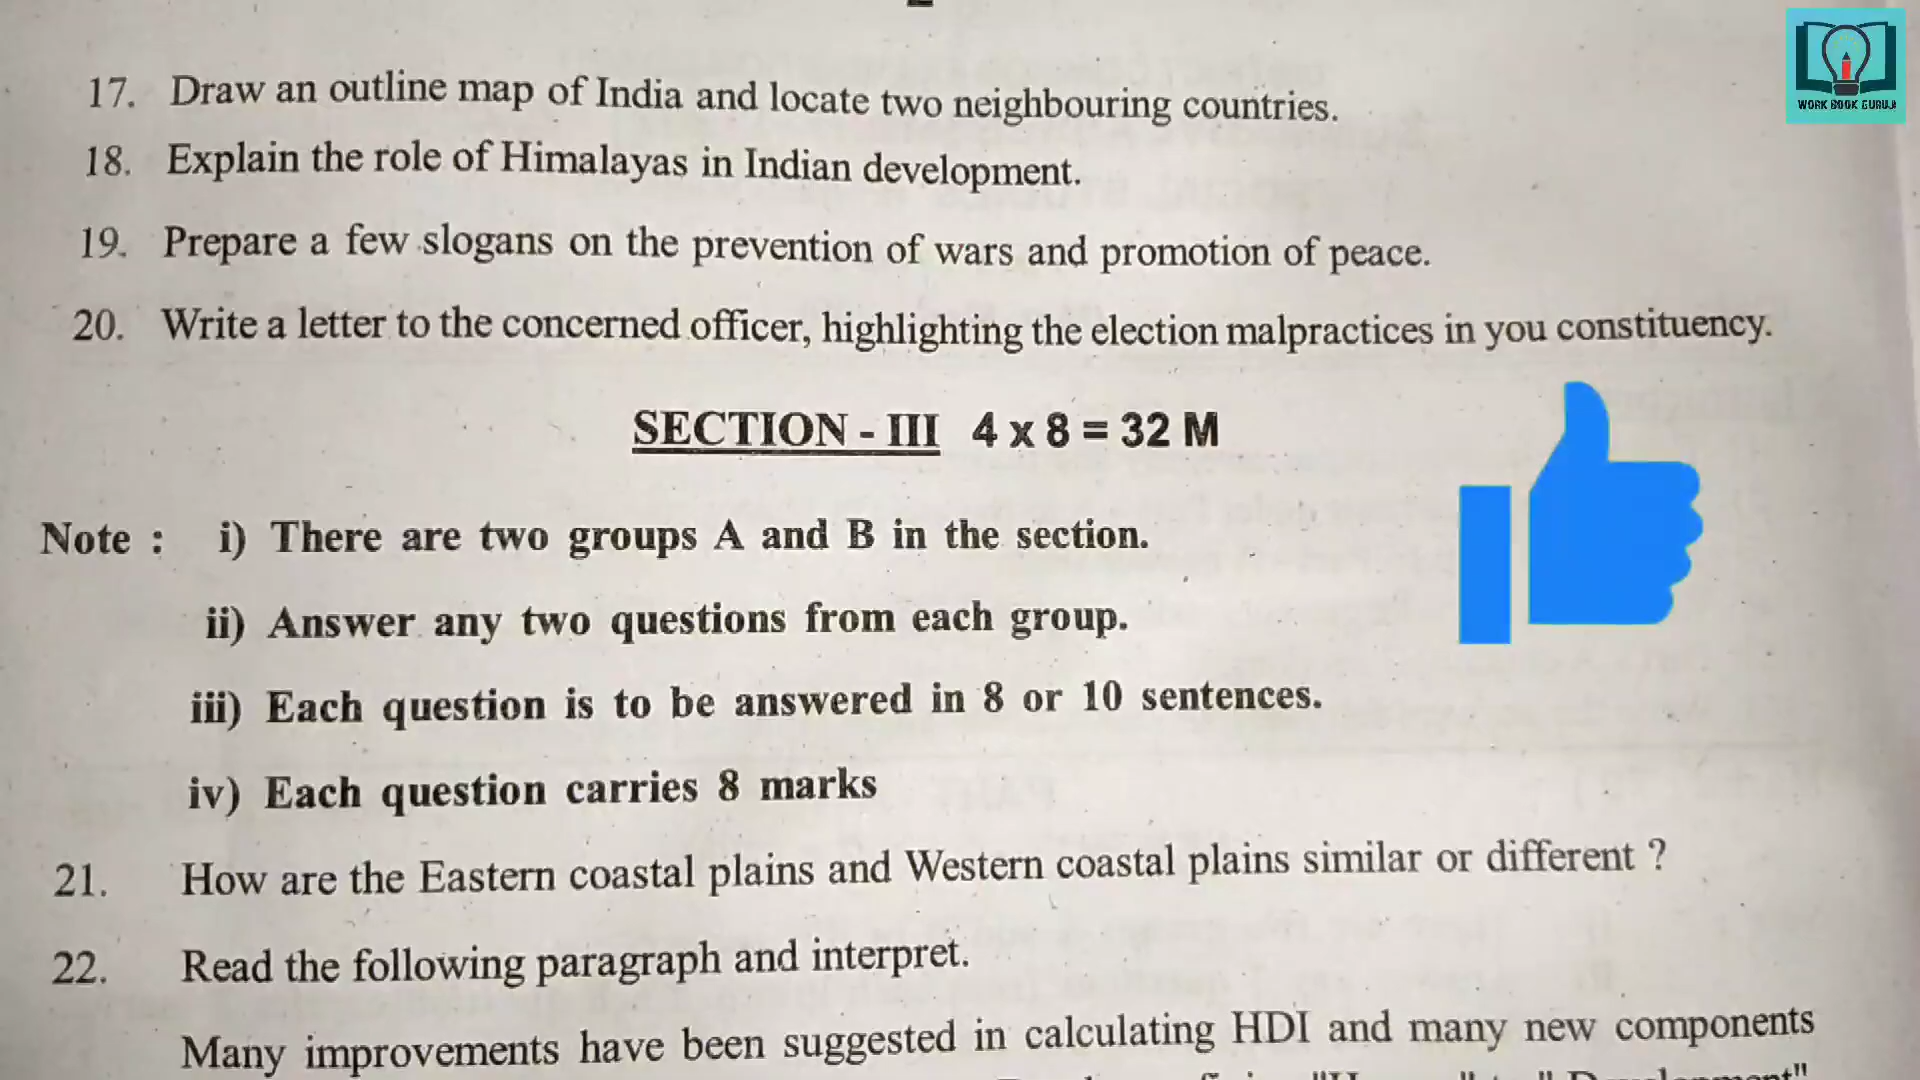 17. Draw an outline map of India and locate two neighbouring countries.
18. Explain the role of Himalayas in Indian development.
19. Prepare a few slogans on the prevention of wars and promotion of peace.
20. Write a letter to the concerned officer, highlighting the election malpractices in you constituency.
SECTION - III 4 x 8 = 32 M
Note : i) There are two groups A and B in the section.
ii) Answer any two questions from each group.
iii) Each question is to be answered in 8 or 10 sentences.
iv) Each question carries 8 marks
21. How are the Eastern coastal plains and Western coastal plains similar or different ?
22. Read the following paragraph and interpret.
Many improvements have been suggested in calculating HDI and many new components
WORK BOOK GURUJI